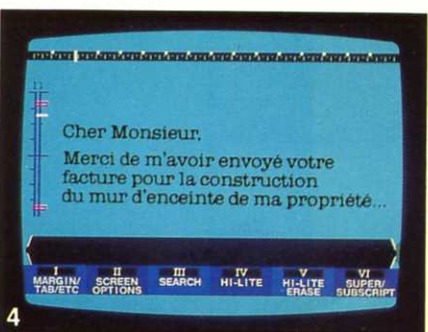 Cher Monsieur,
Merci de m'avoir envoyé votre
facture pour la construction
du mur d'enceinte de ma propriété...
I II III IV V VI
MARGIN/ SCREEN SEARCH HI-LITE HI-LITE SUPER/
TAB/ETC OPTIONS ERASE SUBSCRIPT
4